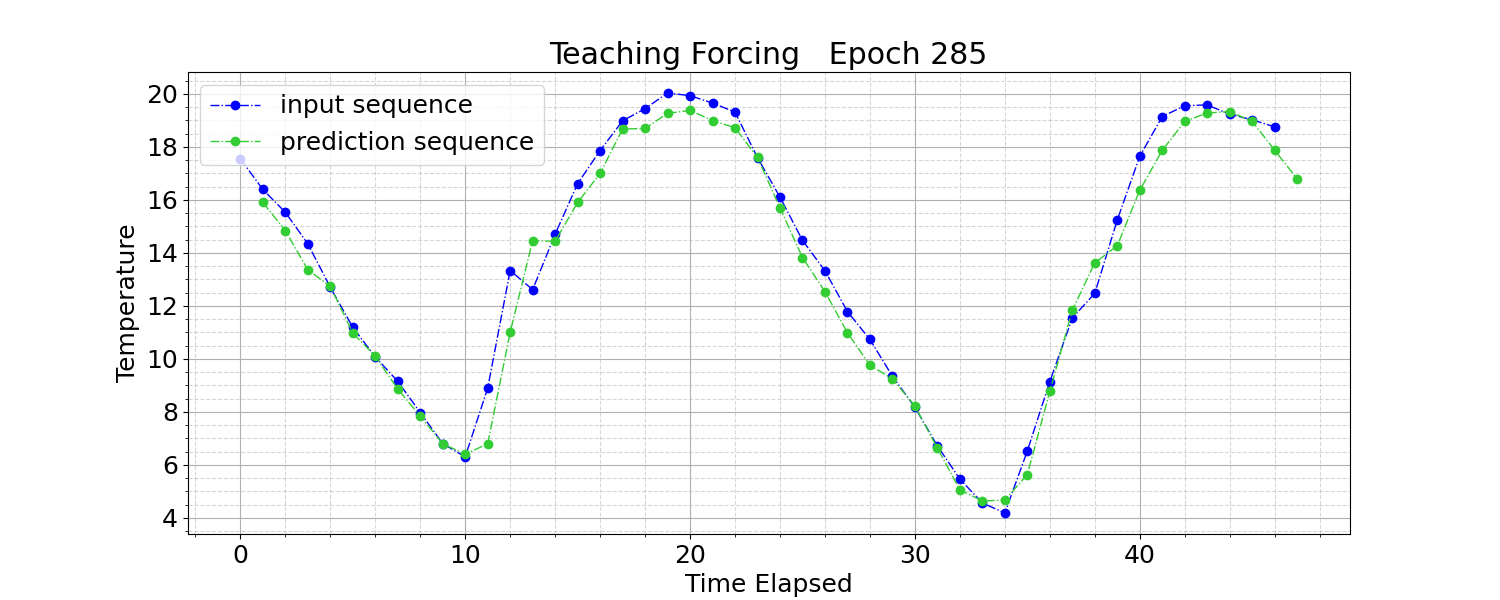 Teaching Forcing   Epoch 285
input sequence
prediction sequence
20
18
16
14
12
10
8
6
4
Temperature
0 10 20 30 40
Time Elapsed